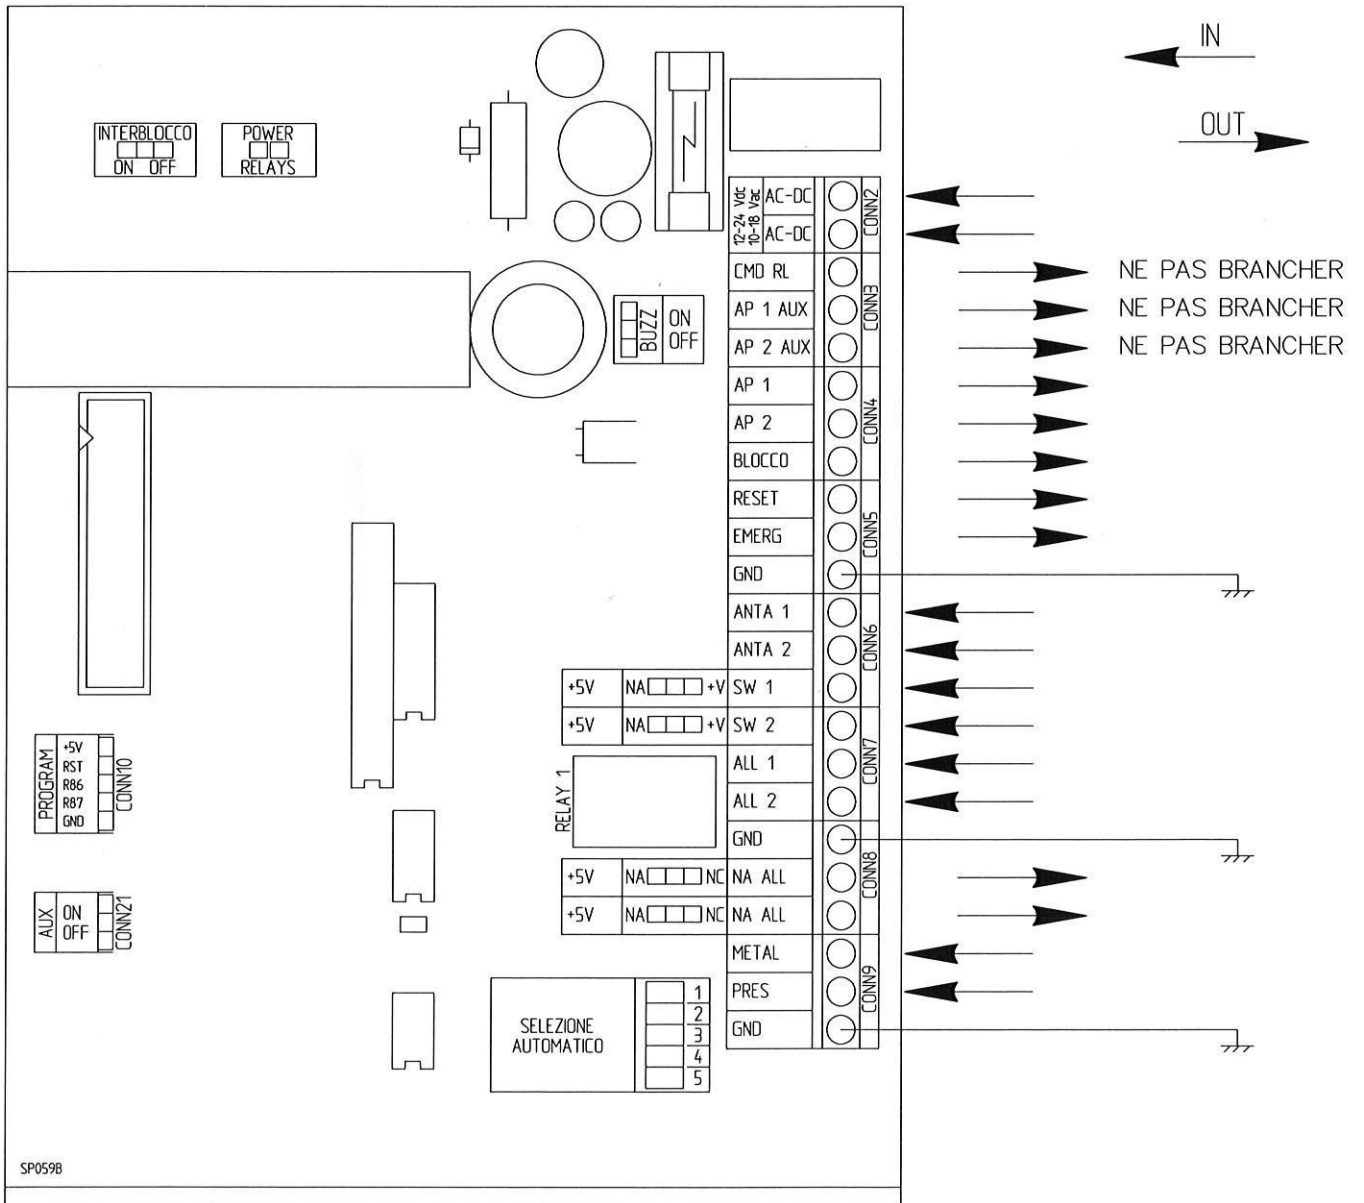 IN
OUT
INTERBLOCCO
ON OFF
POWER
RELAYS
12-24 Vdc
10-18 Vac
AC-DC
AC-DC
CONN2
CMD RL
NE PAS BRANCHER
AP 1 AUX
NE PAS BRANCHER
AP 2 AUX
NE PAS BRANCHER
CONN3
BUZZ
ON
OFF
AP 1
AP 2
BLOCCO
CONN4
RESET
EMERG
GND
CONN5
ANTA 1
ANTA 2
+5V NA +V SW 1
CONN6
+5V NA +V SW 2
ALL 1
ALL 2
CONN7
RELAY 1
GND
+5V NA NC NA ALL
+5V NA NC NA ALL
CONN8
METAL
PRES
GND
CONN9
PROGRAM
+5V
RST
R86
R87
GND
CONN10
AUX
ON
OFF
CONN21
SELEZIONE
AUTOMATICO
1
2
3
4
5
SP059B